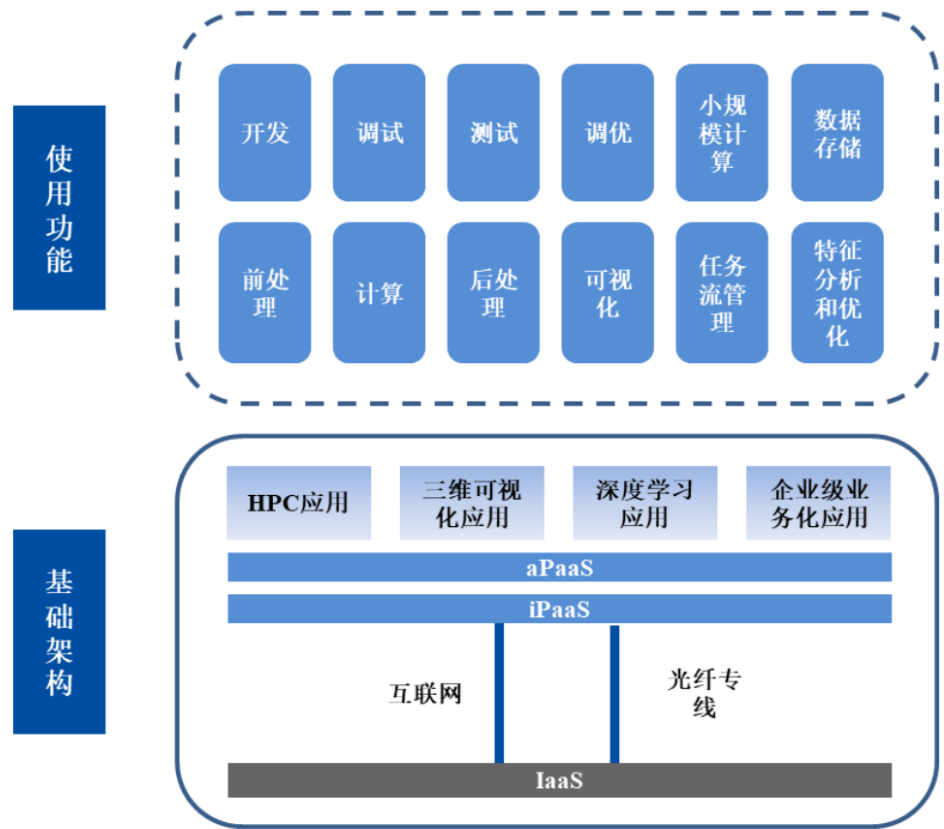 使用功能
开发
调试
测试
调优
小规
模计
算
数据
存储
前处
理
计算
后处
理
可视
化
任务
流管
理
特征
分析
和优
化
基础架构
HPC应用
三维可视
化应用
深度学习
应用
企业级业
务化应用
aPaaS
iPaaS
互联网
光纤专
线
IaaS